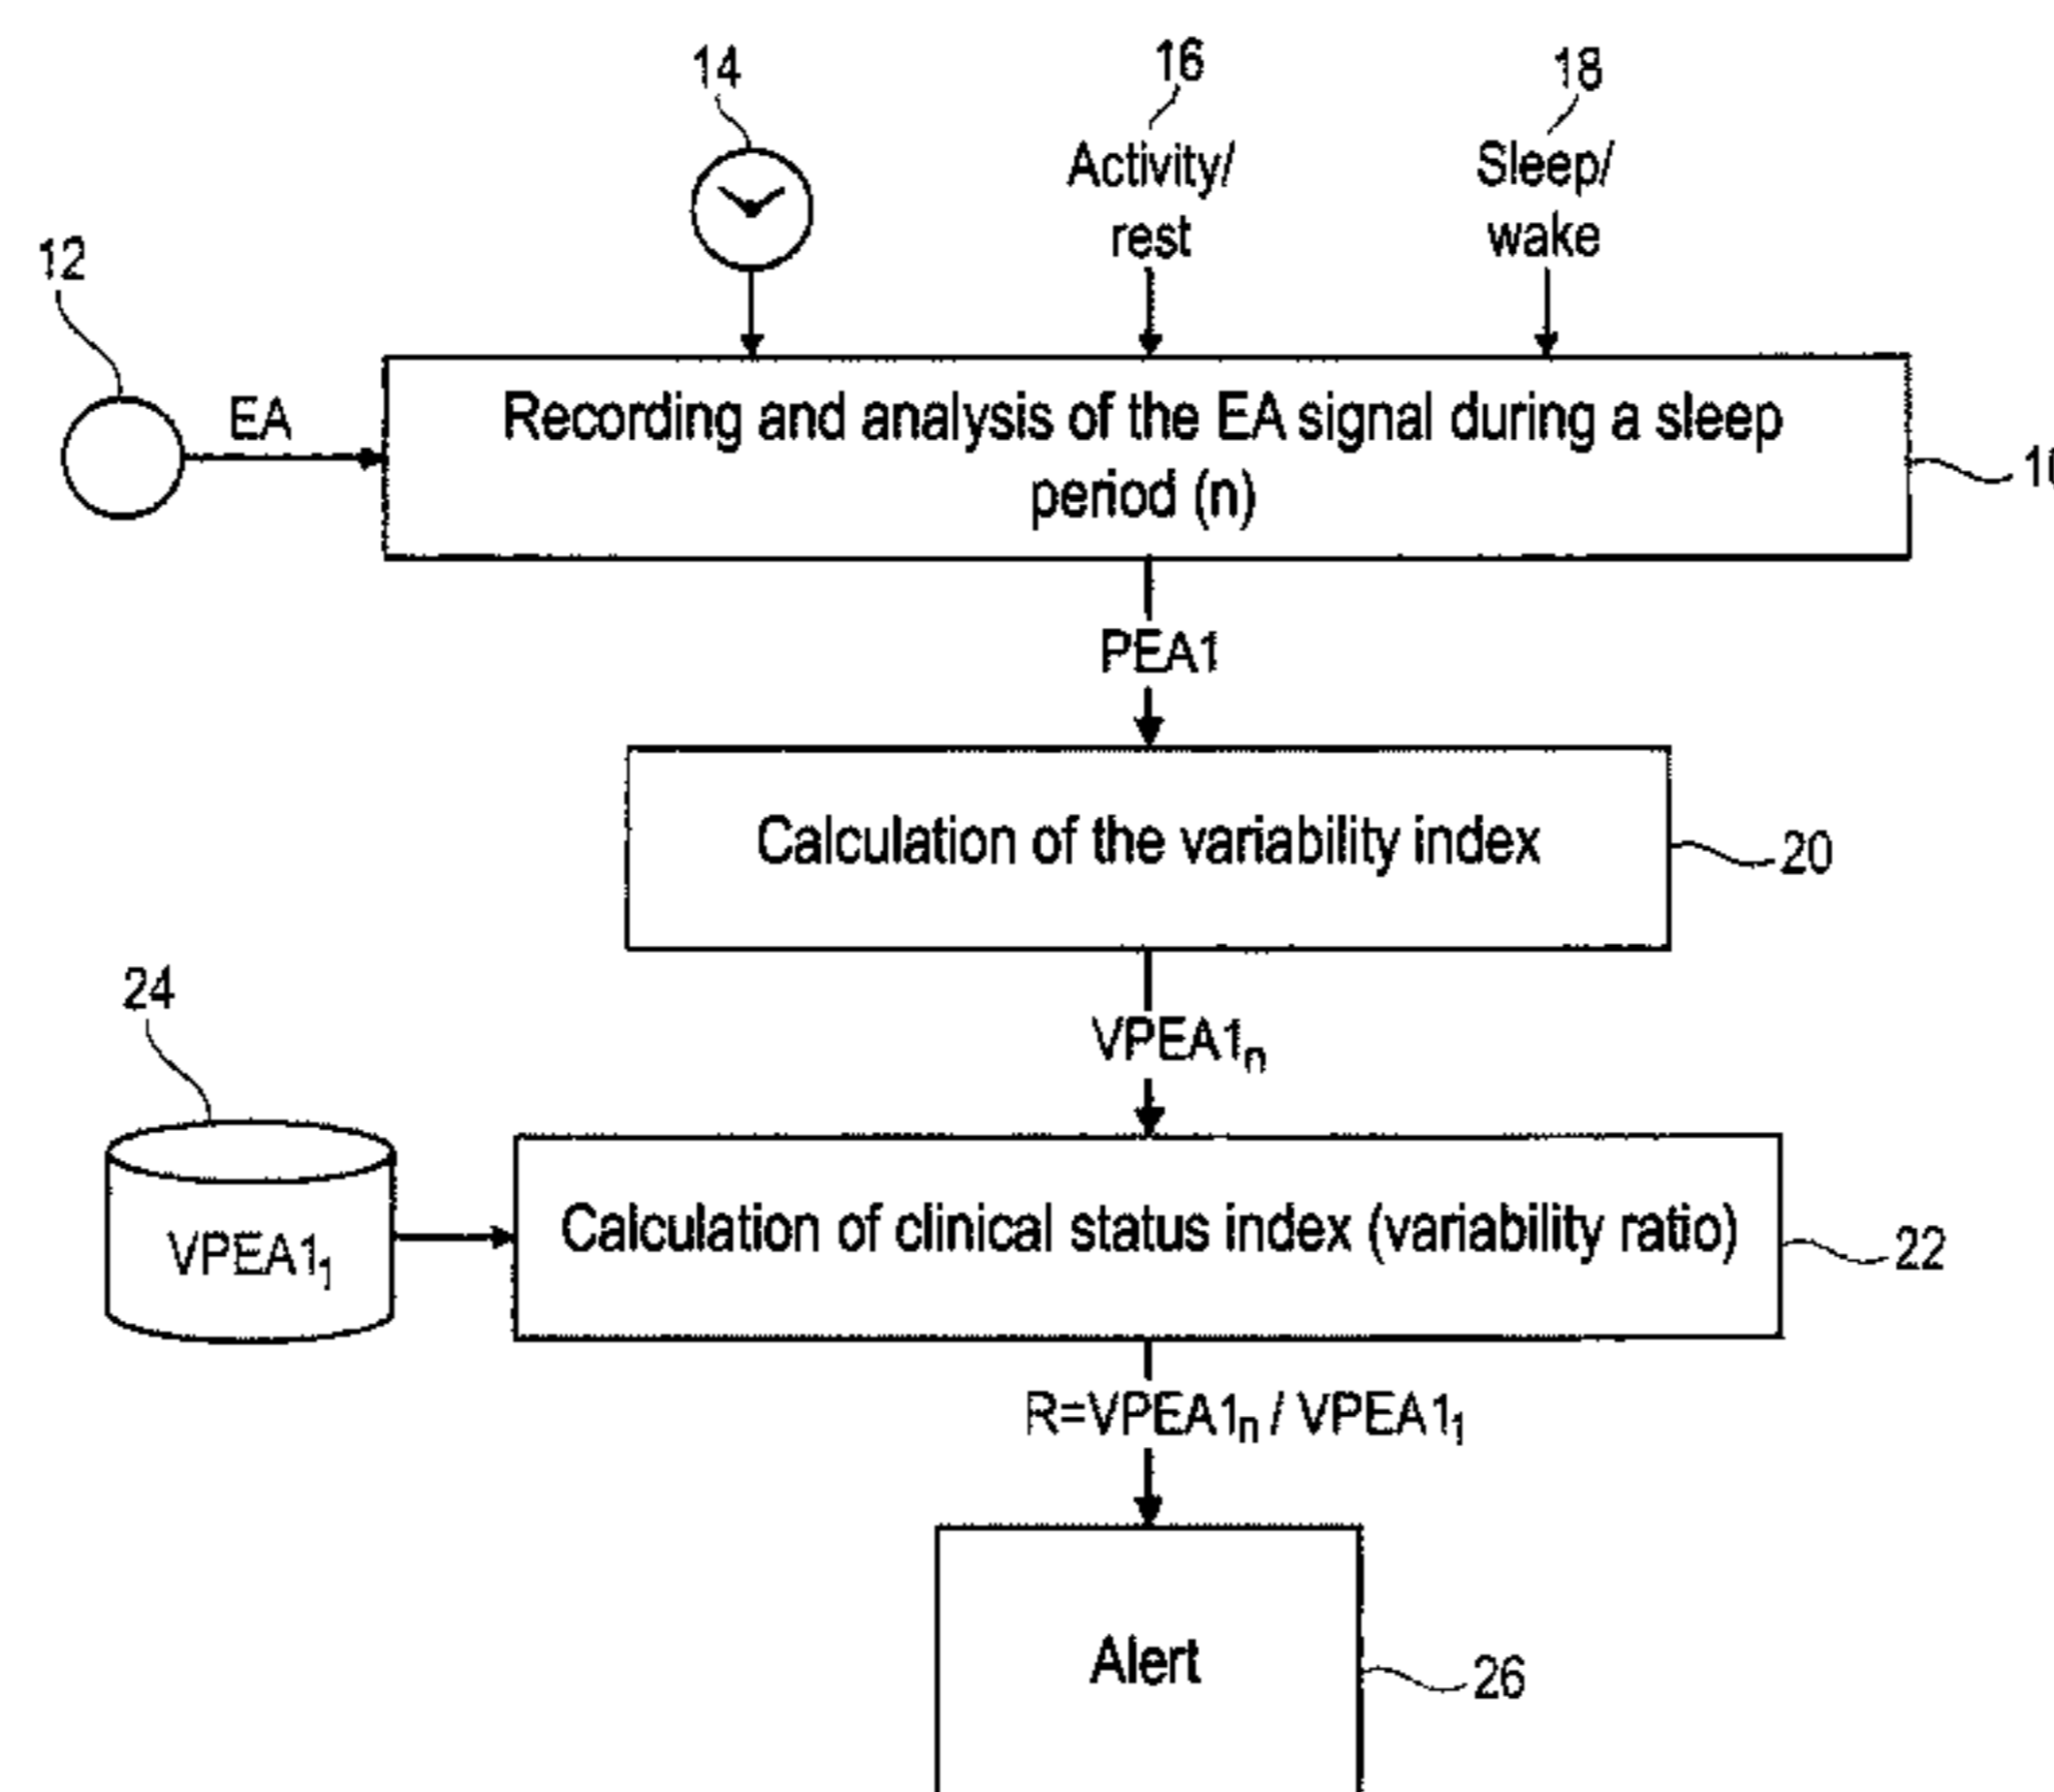 14
16
18
Activity/
rest
Sleep/
wake
12
EA
Recording and analysis of the EA signal during a sleep
period (n)
PEA1
Calculation of the variability index
20
VPEA1n
24
VPEA11
Calculation of clinical status index (variability ratio)
22
R=VPEA1n / VPEA11
Alert
26